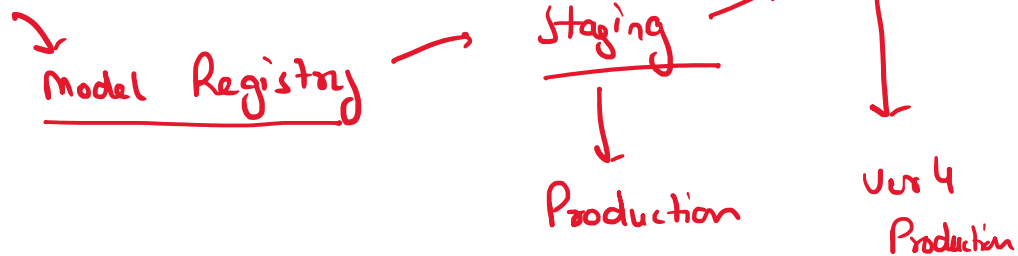 Model Registry
Staging
Production
ver 4
Production